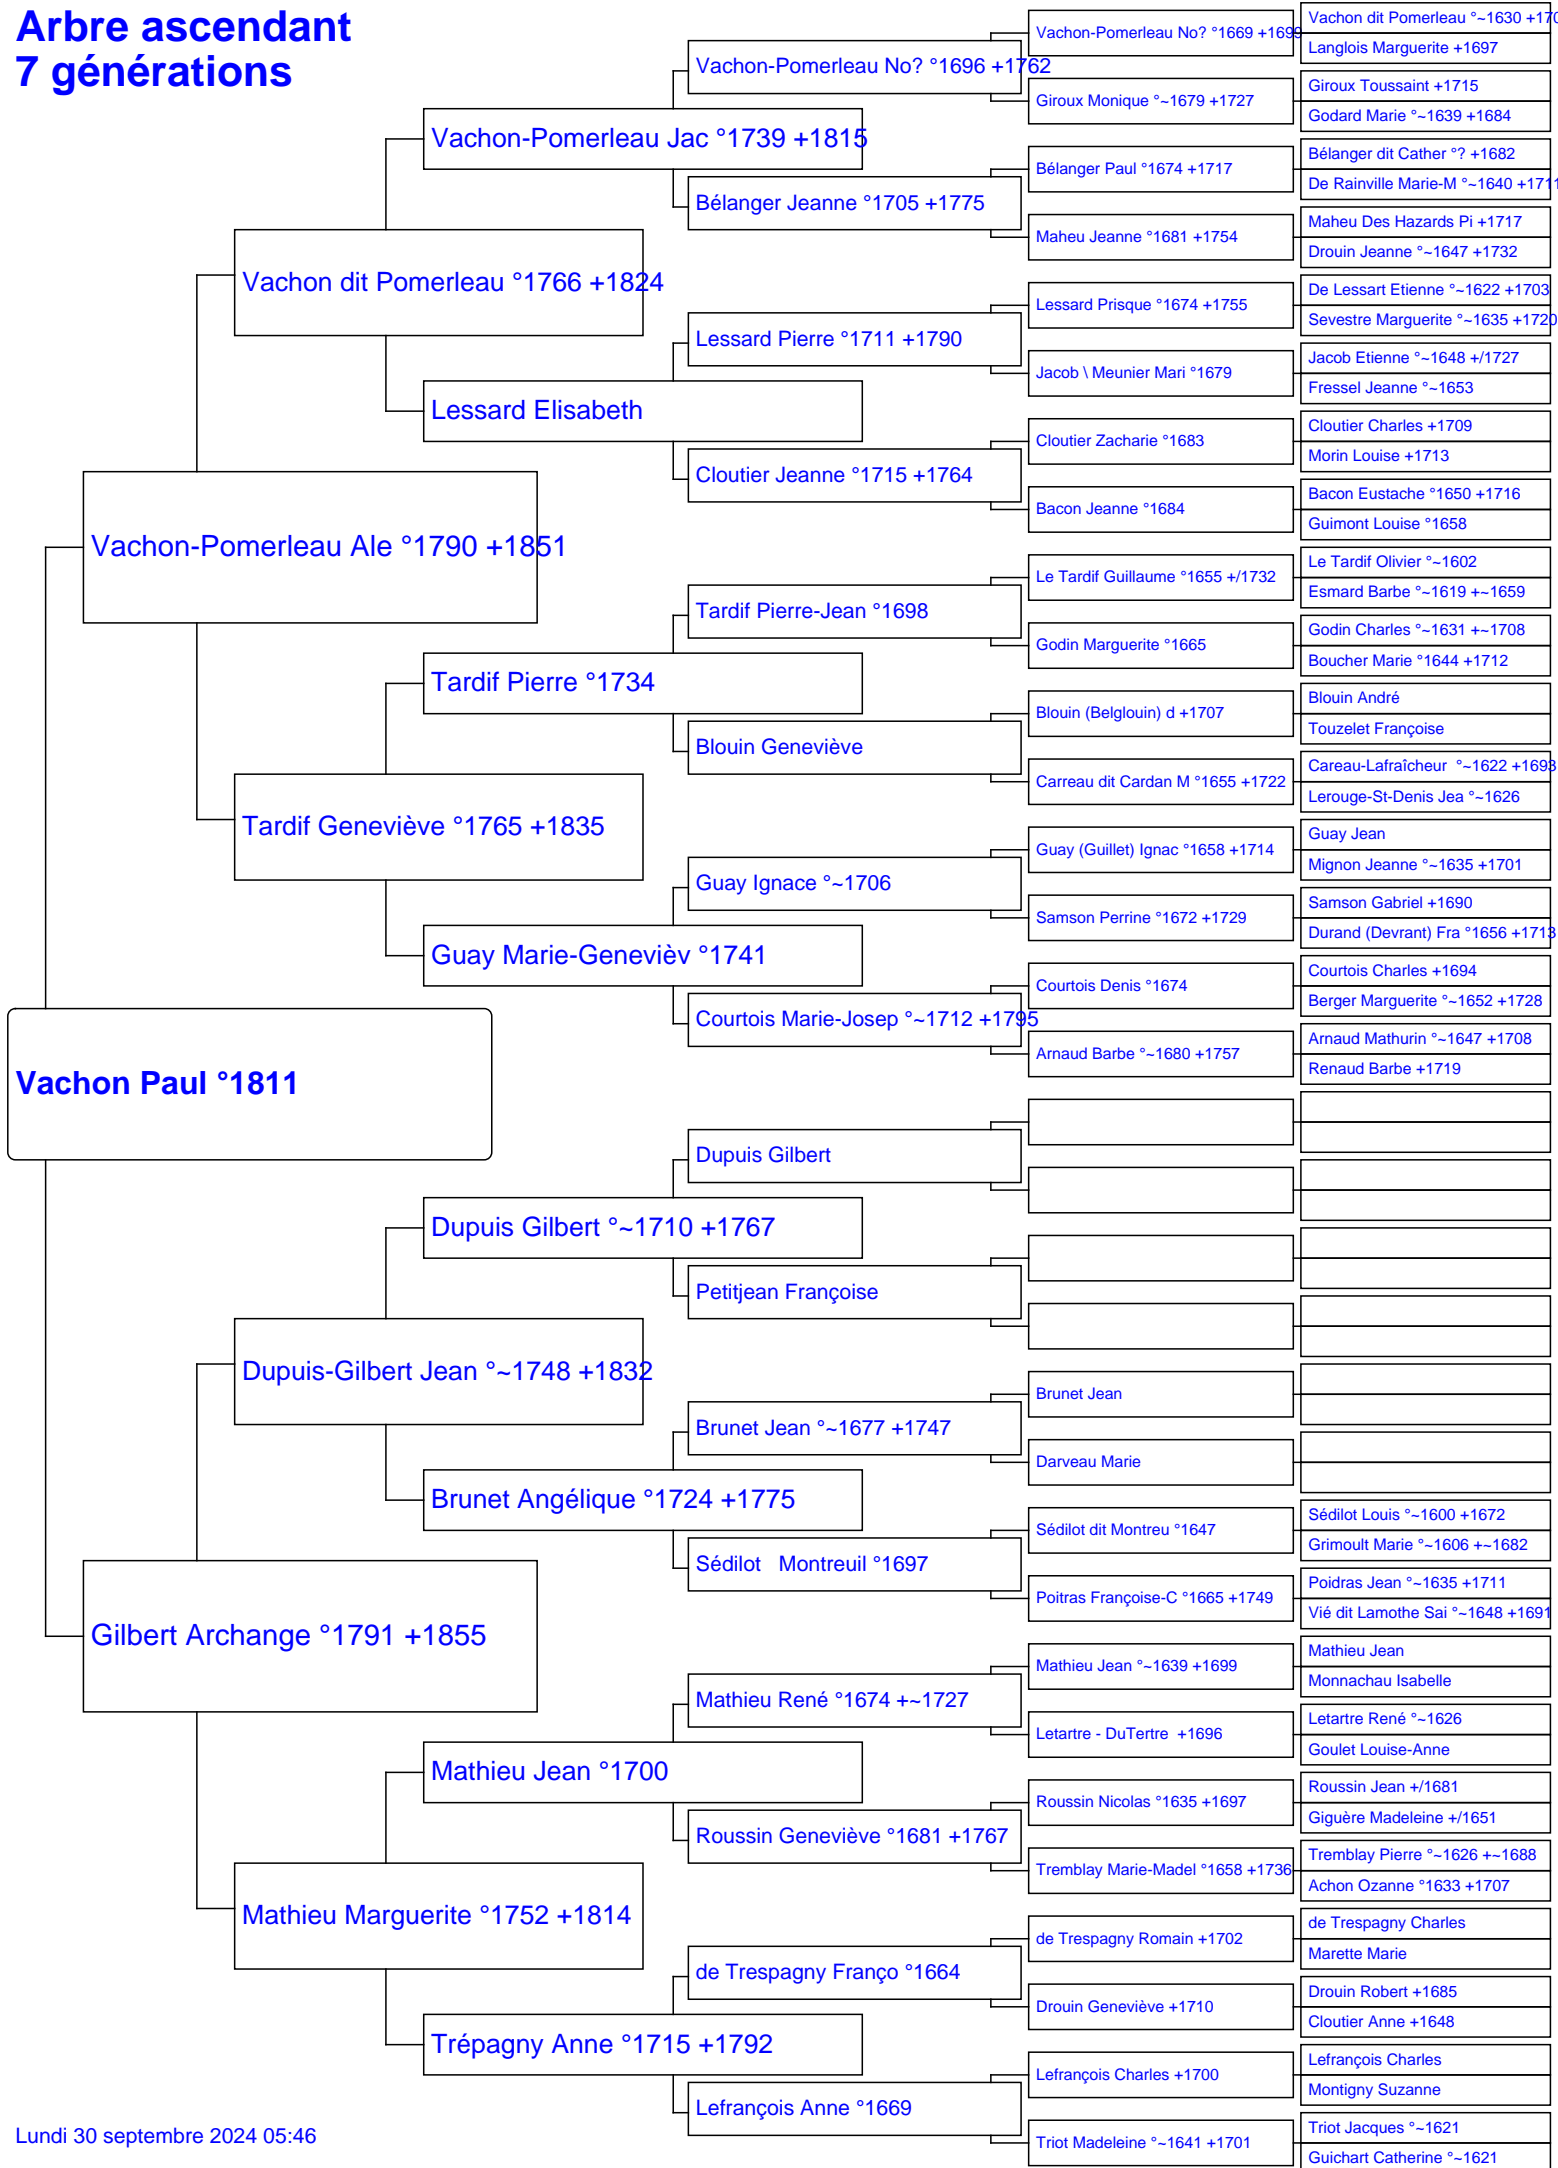 Arbre ascendant
7 générations
Vachon Paul °1811
Vachon-Pomerleau Ale °1790 +1851
Gilbert Archange °1791 +1855
Vachon dit Pomerleau °1766 +1824
Tardif Geneviève °1765 +1835
Dupuis-Gilbert Jean °~1748 +1832
Mathieu Marguerite °1752 +1814
Vachon-Pomerleau Jac °1739 +1815
Lessard Elisabeth
Tardif Pierre °1734
Guay Marie-Genevièv °1741
Dupuis Gilbert °~1710 +1767
Brunet Angélique °1724 +1775
Mathieu Jean °1700
Trépagny Anne °1715 +1792
Vachon-Pomerleau No? °1696 +1762
Bélanger Jeanne °1705 +1775
Lessard Pierre °1711 +1790
Cloutier Jeanne °1715 +1764
Tardif Pierre-Jean °1698
Blouin Geneviève
Guay Ignace °~1706
Courtois Marie-Josep °~1712 +1795
Dupuis Gilbert
Petitjean Françoise
Brunet Jean °~1677 +1747
Sédilot   Montreuil °1697
Mathieu René °1674 +~1727
Roussin Geneviève °1681 +1767
de Trespagny Franço °1664
Lefrançois Anne °1669
Vachon-Pomerleau No? °1669 +1699
Giroux Monique °~1679 +1727
Bélanger Paul °1674 +1717
Maheu Jeanne °1681 +1754
Lessard Prisque °1674 +1755
Jacob \ Meunier Mari °1679
Cloutier Zacharie °1683
Bacon Jeanne °1684
Le Tardif Guillaume °1655 +/1732
Godin Marguerite °1665
Blouin (Belglouin) d +1707
Carreau dit Cardan M °1655 +1722
Guay (Guillet) Ignac °1658 +1714
Samson Perrine °1672 +1729
Courtois Denis °1674
Arnaud Barbe °~1680 +1757
Brunet Jean
Darveau Marie
Sédilot dit Montreu °1647
Poitras Françoise-C °1665 +1749
Mathieu Jean °~1639 +1699
Letartre - DuTertre  +1696
Roussin Nicolas °1635 +1697
Tremblay Marie-Madel °1658 +1736
de Trespagny Romain +1702
Drouin Geneviève +1710
Lefrançois Charles +1700
Triot Madeleine °~1641 +1701
Vachon dit Pomerleau °~1630 +170
Langlois Marguerite +1697
Giroux Toussaint +1715
Godard Marie °~1639 +1684
Bélanger dit Cather °? +1682
De Rainville Marie-M °~1640 +1711
Maheu Des Hazards Pi +1717
Drouin Jeanne °~1647 +1732
De Lessart Etienne °~1622 +1703
Sevestre Marguerite °~1635 +1720
Jacob Etienne °~1648 +/1727
Fressel Jeanne °~1653
Cloutier Charles +1709
Morin Louise +1713
Bacon Eustache °1650 +1716
Guimont Louise °1658
Le Tardif Olivier °~1602
Esmard Barbe °~1619 +~1659
Godin Charles °~1631 +~1708
Boucher Marie °1644 +1712
Blouin André
Touzelet Françoise
Careau-Lafraîcheur  °~1622 +1693
Lerouge-St-Denis Jea °~1626
Guay Jean
Mignon Jeanne °~1635 +1701
Samson Gabriel +1690
Durand (Devrant) Fra °1656 +1713
Courtois Charles +1694
Berger Marguerite °~1652 +1728
Arnaud Mathurin °~1647 +1708
Renaud Barbe +1719
Sédilot Louis °~1600 +1672
Grimoult Marie °~1606 +~1682
Poidras Jean °~1635 +1711
Vié dit Lamothe Sai °~1648 +1691
Mathieu Jean
Monnachau Isabelle
Letartre René °~1626
Goulet Louise-Anne
Roussin Jean +/1681
Giguère Madeleine +/1651
Tremblay Pierre °~1626 +~1688
Achon Ozanne °1633 +1707
de Trespagny Charles
Marette Marie
Drouin Robert +1685
Cloutier Anne +1648
Lefrançois Charles
Montigny Suzanne
Triot Jacques °~1621
Guichart Catherine °~1621
Lundi 30 septembre 2024 05:46